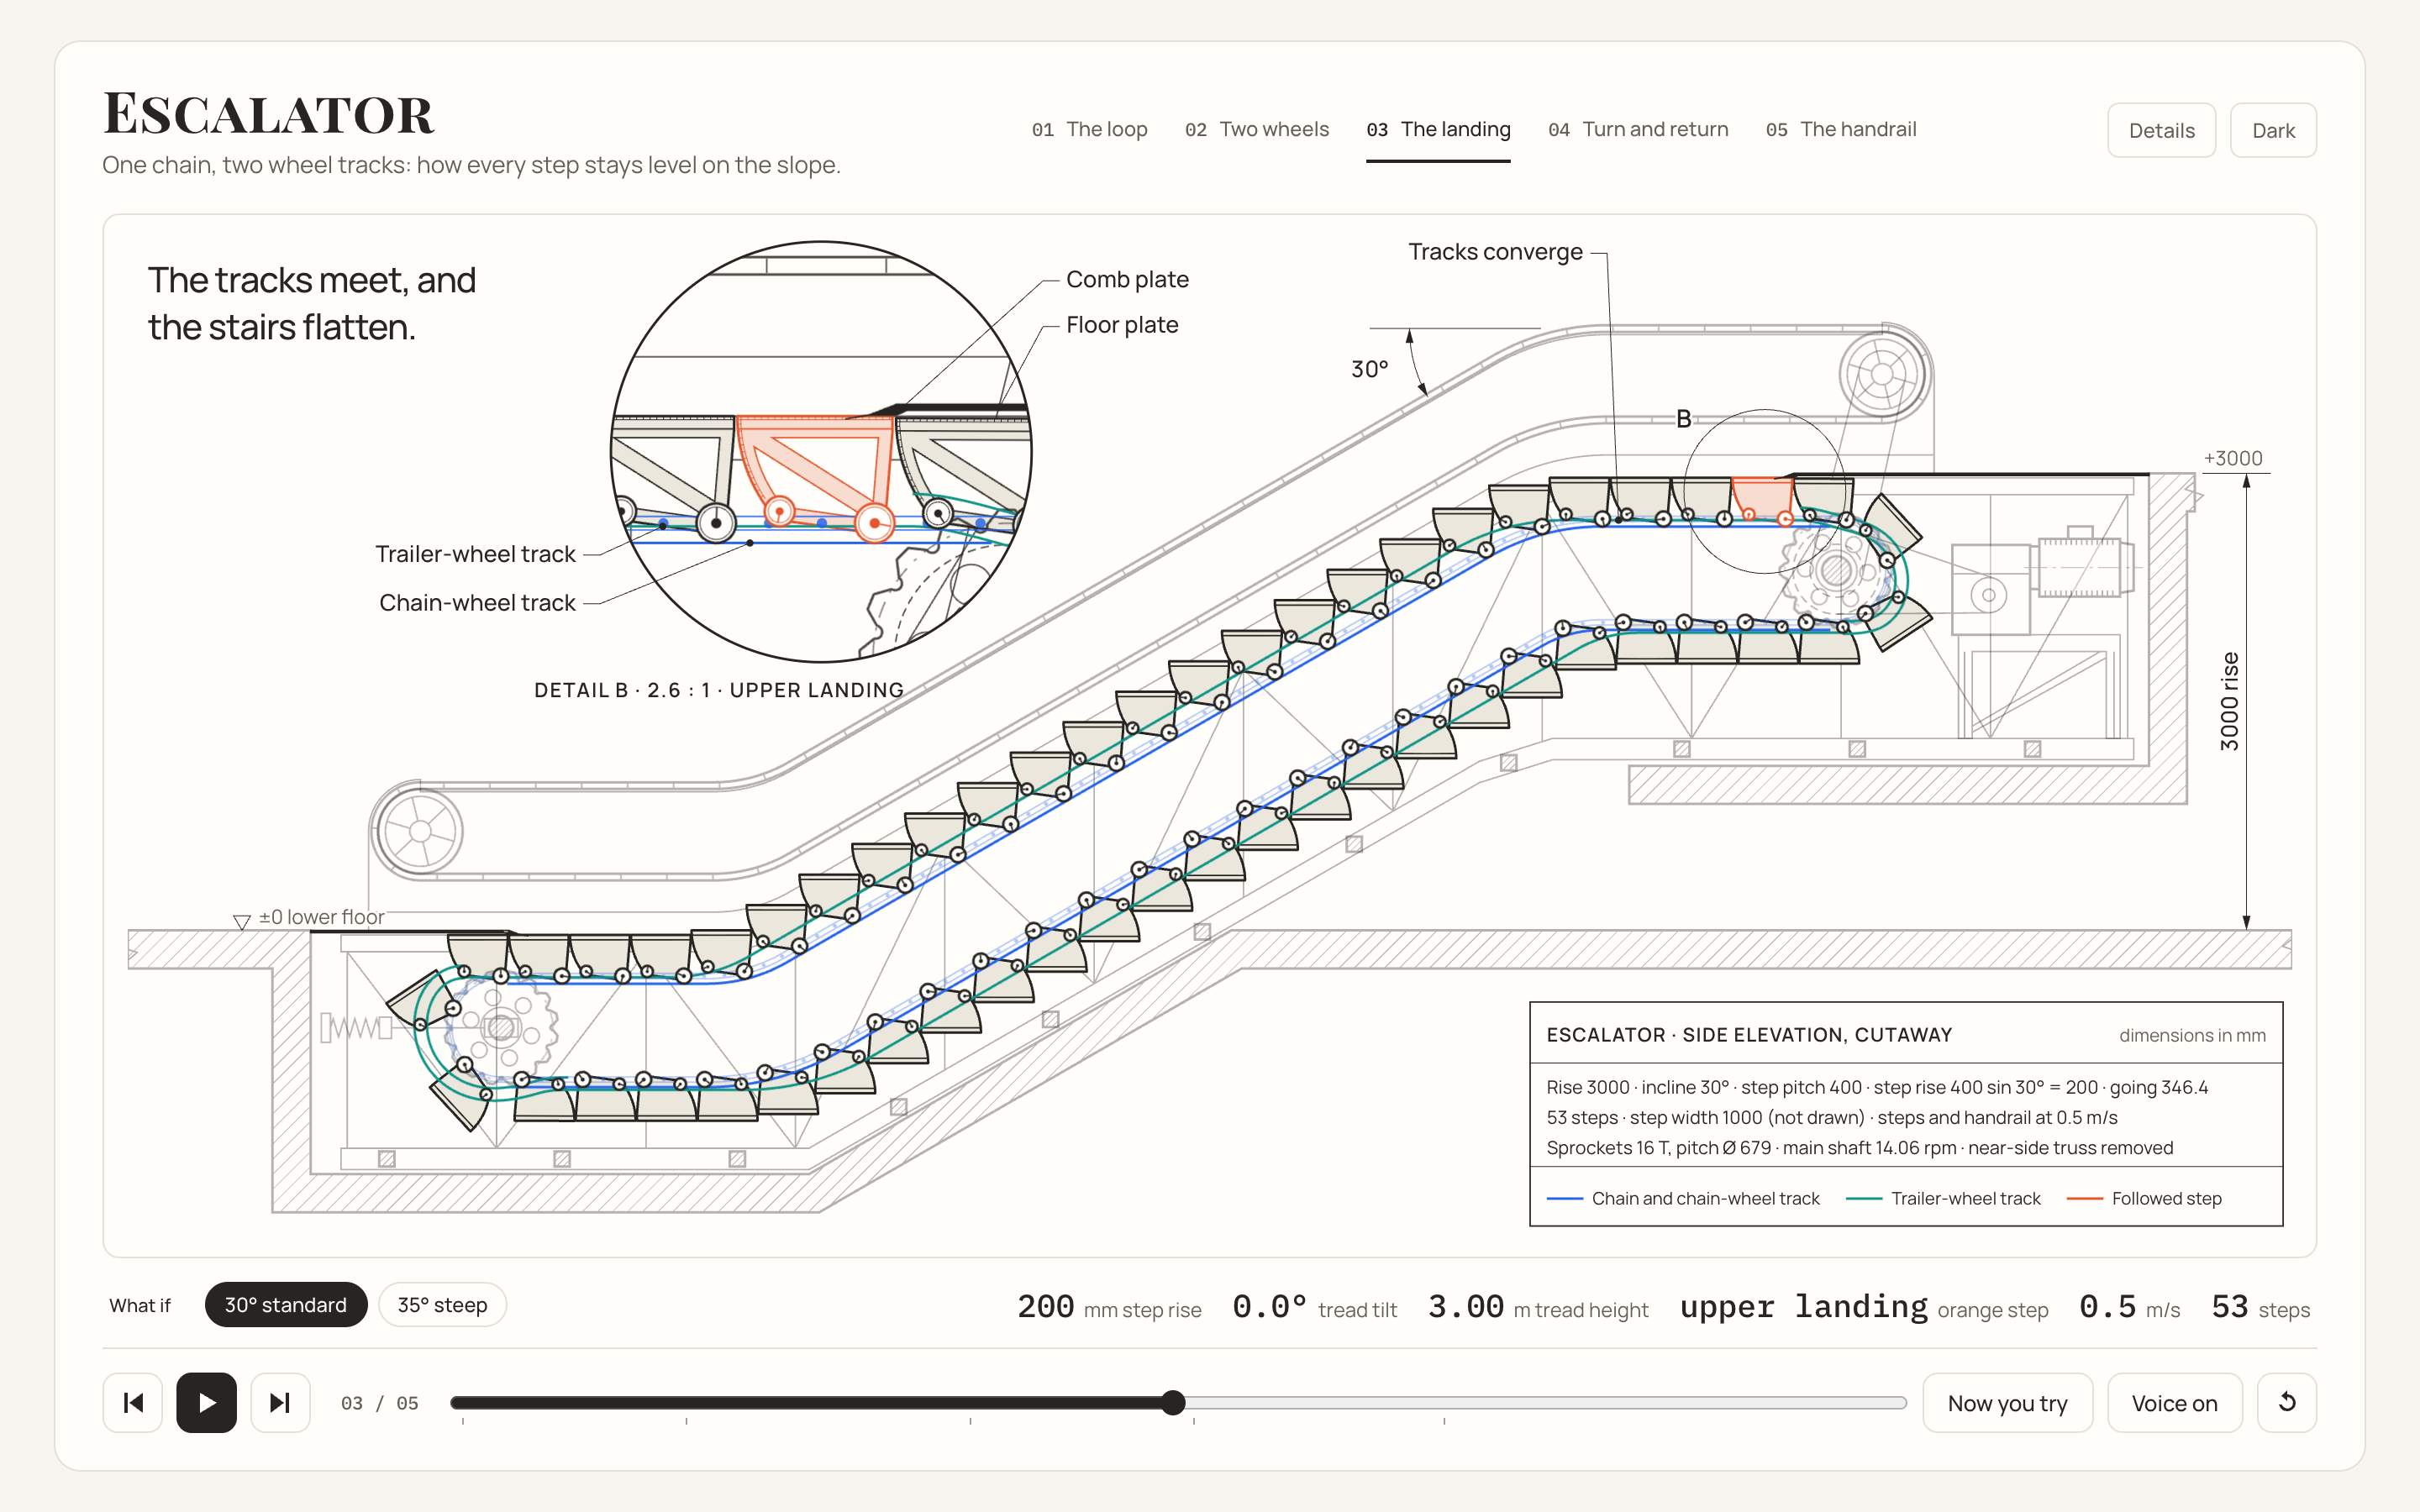 ESCALATOR
One chain, two wheel tracks: how every step stays level on the slope.
01 The loop
02 Two wheels
03 The landing
04 Turn and return
05 The handrail
Details
Dark
The tracks meet, and
the stairs flatten.
Comb plate
Floor plate
Tracks converge
30°
B
+3000
Trailer-wheel track
Chain-wheel track
DETAIL B · 2.6 : 1 · UPPER LANDING
3000 rise
±0 lower floor
ESCALATOR · SIDE ELEVATION, CUTAWAY
dimensions in mm
Rise 3000 · incline 30° · step pitch 400 · step rise 400 sin 30° = 200 · going 346.4
53 steps · step width 1000 (not drawn) · steps and handrail at 0.5 m/s
Sprockets 16 T, pitch Ø 679 · main shaft 14.06 rpm · near-side truss removed
Chain and chain-wheel track
Trailer-wheel track
Followed step
What if
30° standard
35° steep
200 mm step rise
0.0° tread tilt
3.00 m tread height
upper landing orange step
0.5 m/s
53 steps
03 / 05
Now you try
Voice on